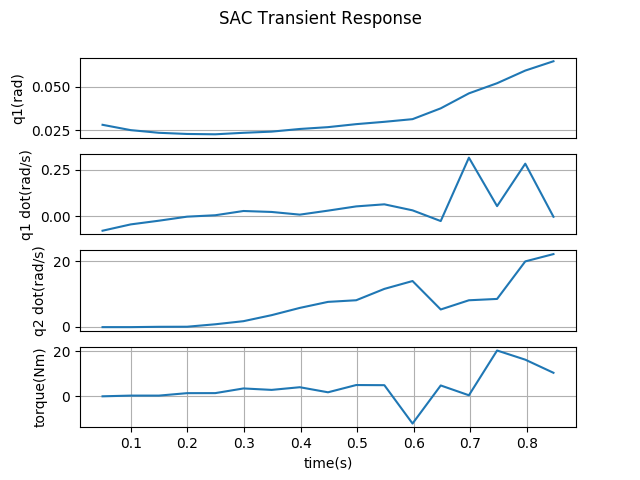 SAC Transient Response
q1(rad)
0.050
0.025
q1 dot(rad/s)
0.25
0.00
q2 dot(rad/s)
20
0
torque(Nm)
20
0
0.1 0.2 0.3 0.4 0.5 0.6 0.7 0.8
time(s)